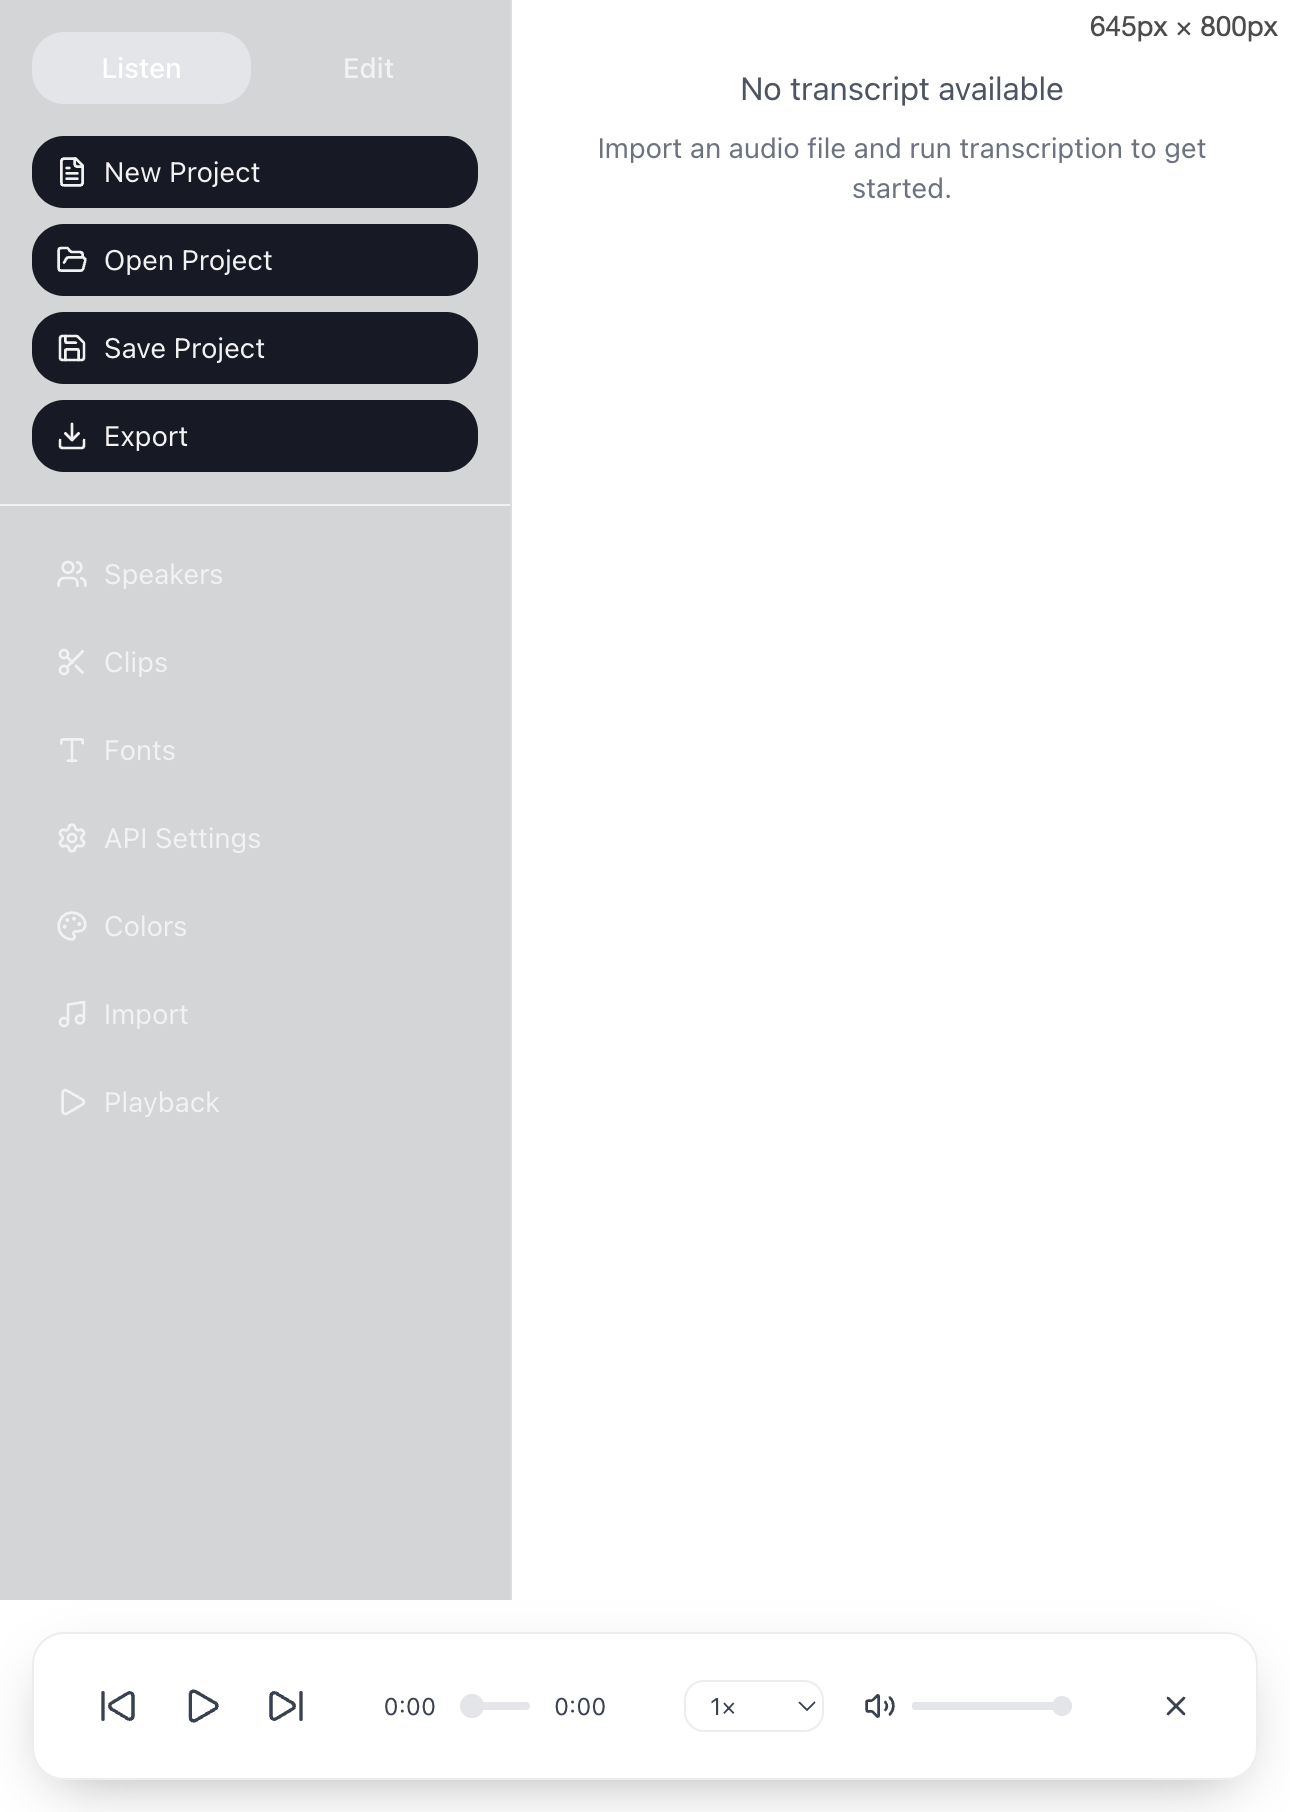 645px × 800px
Listen
Edit
New Project
Open Project
Save Project
Export
Speakers
Clips
Fonts
API Settings
Colors
Import
Playback
No transcript available
Import an audio file and run transcription to get
started.
0:00
0:00
1×